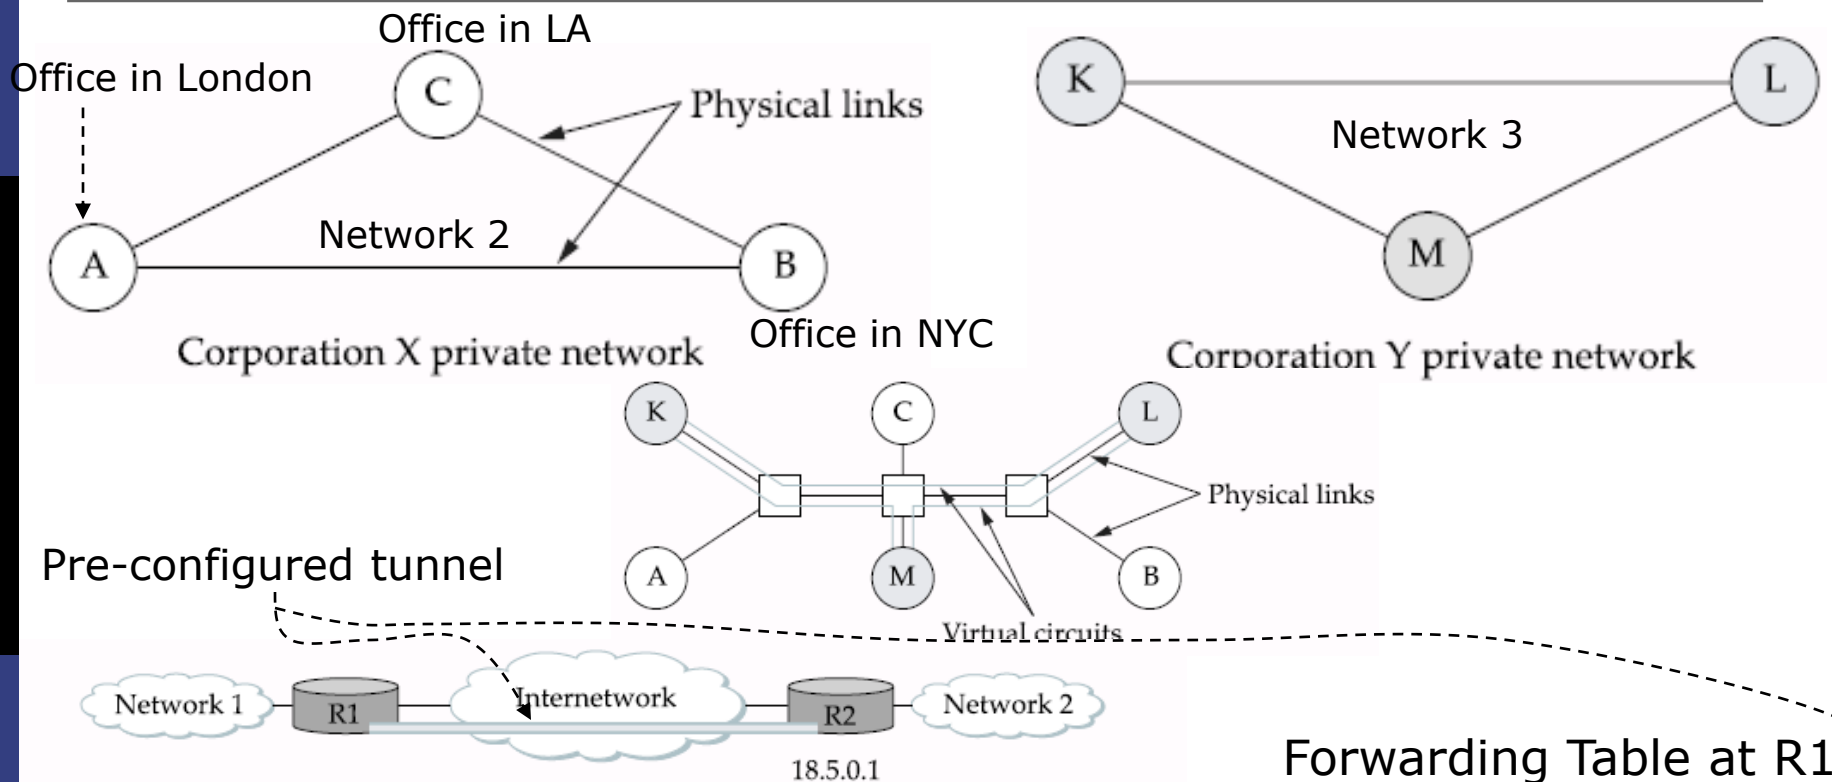 Office in LA
Office in London
C
Physical links
Network 2
A
B
Office in NYC
Corporation X private network
K
L
Network 3
M
Corporation Y private network
K
C
L
Physical links
A
M
B
Virtual circuits
Pre-configured tunnel
Network 1
R1
Internetwork
R2
Network 2
18.5.0.1
Forwarding Table at R1